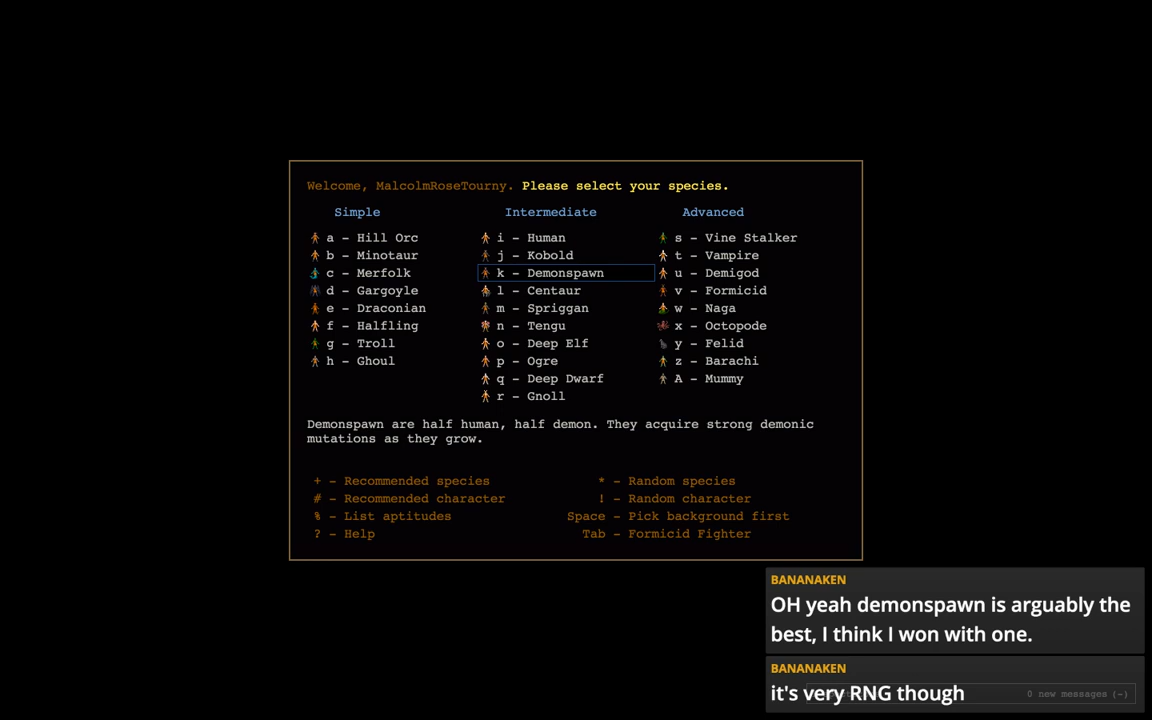 Welcome, MalcolmRoseTourny. Please select your species.
Simple Intermediate Advanced
a - Hill Orc i - Human s - Vine Stalker
b - Minotaur j - Kobold t - Vampire
c - Merfolk k - Demonspawn u - Demigod
d - Gargoyle l - Centaur v - Formicid
e - Draconian m - Spriggan w - Naga
f - Halfling n - Tengu x - Octopode
g - Troll o - Deep Elf y - Felid
h - Ghoul p - Ogre z - Barachi
q - Deep Dwarf A - Mummy
r - Gnoll
Demonspawn are half human, half demon. They acquire strong demonic
mutations as they grow.
+ - Recommended species * - Random species
# - Recommended character ! - Random character
% - List aptitudes Space - Pick background first
? - Help Tab - Formicid Fighter
BANANAKEN
OH yeah demonspawn is arguably the
best, I think I won with one.
BANANAKEN
it's very RNG though
0 new messages (-)